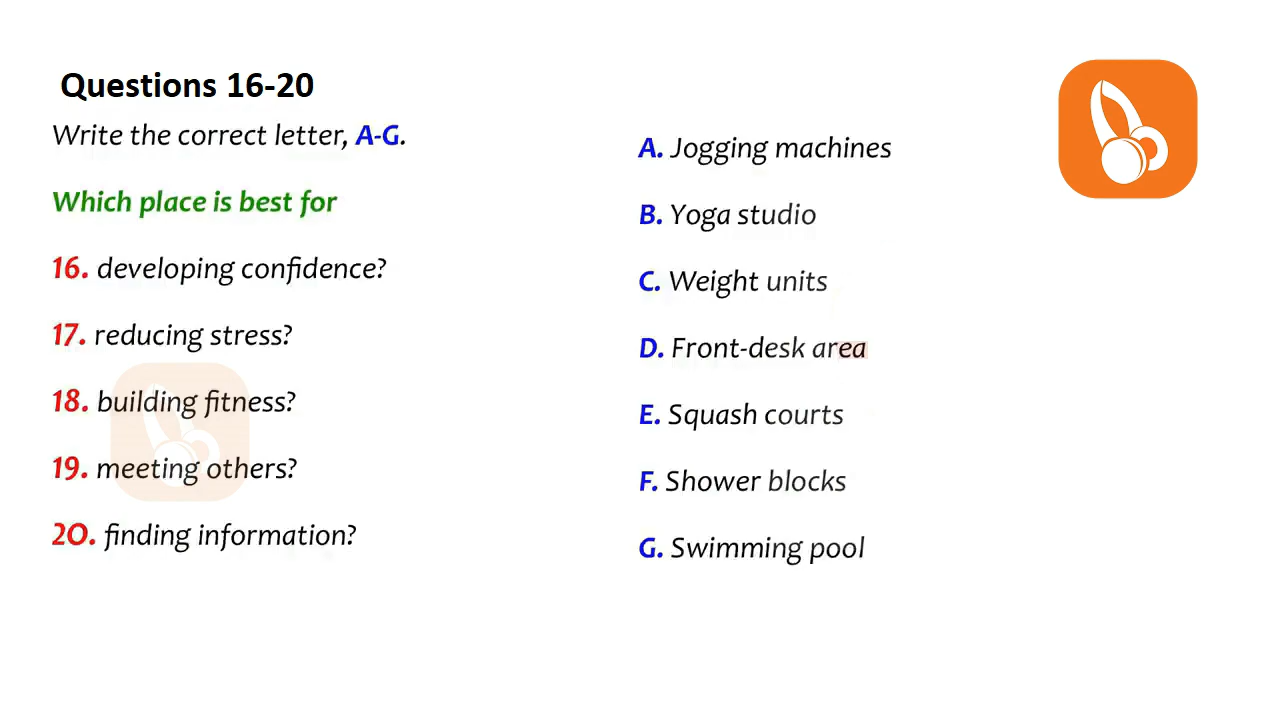 Questions 16-20
Write the correct letter, A-G.
Which place is best for
16. developing confidence?
17. reducing stress?
18. building fitness?
19. meeting others?
20. finding information?
A. Jogging machines
B. Yoga studio
C. Weight units
D. Front-desk area
E. Squash courts
F. Shower blocks
G. Swimming pool